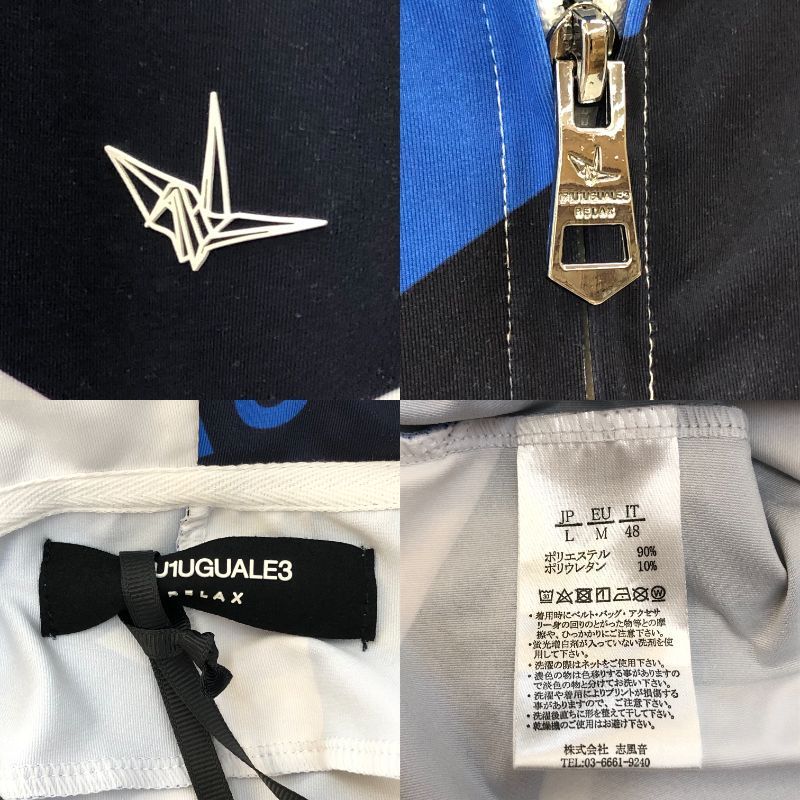 1UGUALE3
RELAX
1UGUALE3
RELAX
JP EU IT
L M 48
ポリエステル 90%
ポリウレタン 10%
・着用時にベルト・バッグ・アクセサ
リー身の回りのとがった物等との摩
擦や、ひっかかりにご注意下さい。
・蛍光増白剤が入っていない洗剤を使
用して下さい。
・洗濯の際はネットをご使用下さい。
・濃色の物は色移りする事があります
ので淡色の物と分けてお洗い下さい。
・洗濯や着用によりプリントが損傷す
る事がありますので、ご注意下さい。
・洗濯後直ちに形を整えて干して下さい。
・乾燥機のご使用はお避け下さい。
株式会社 志風音
TEL:03-6661-9240